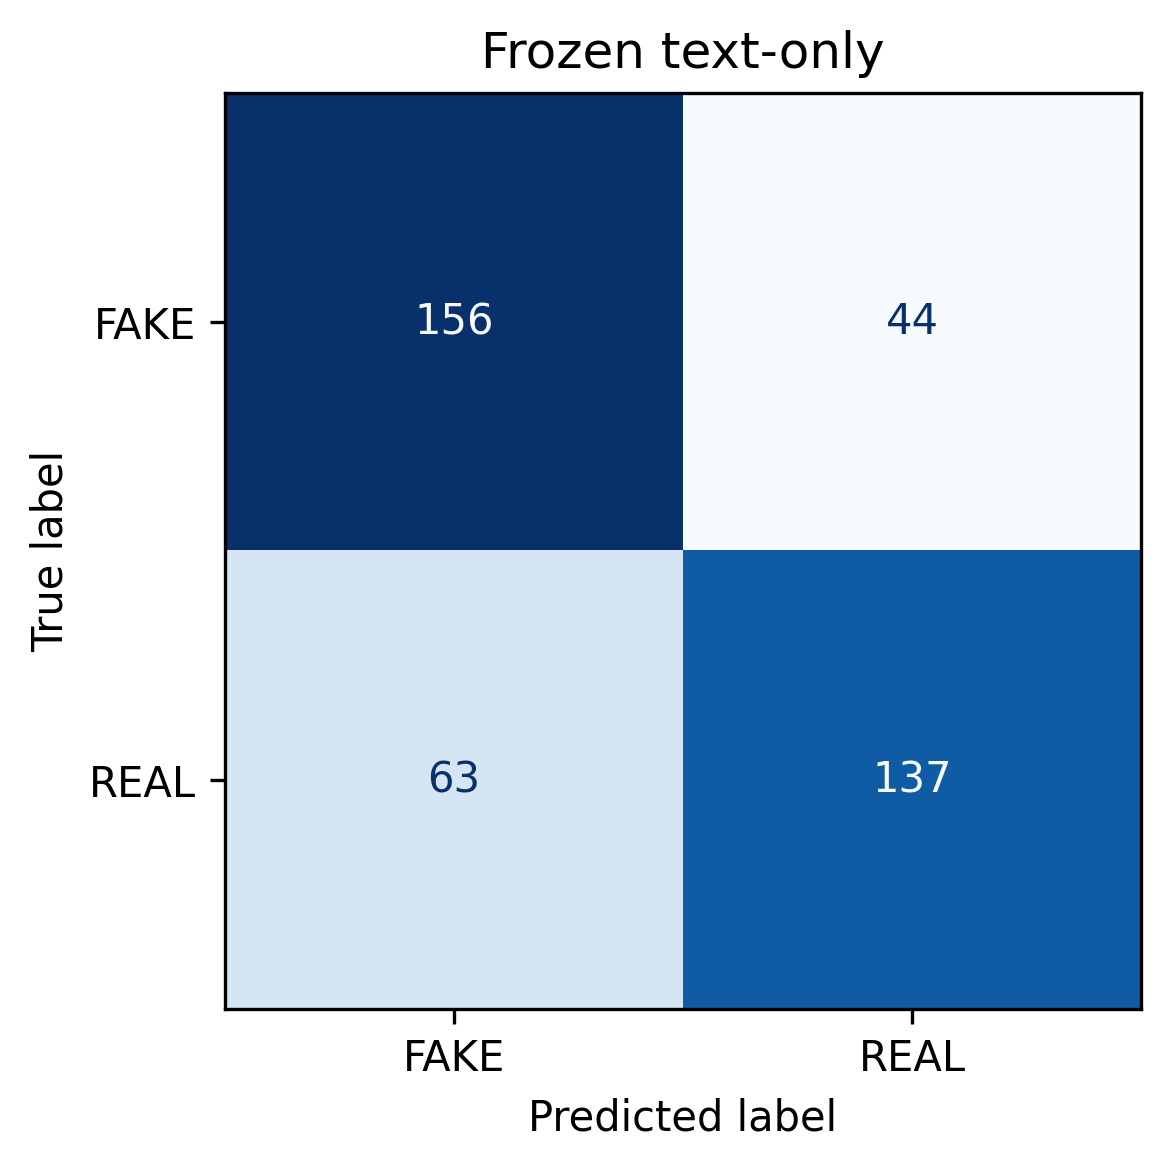 Frozen text-only
FAKE
156
44
True label
REAL
63
137
FAKE
REAL
Predicted label